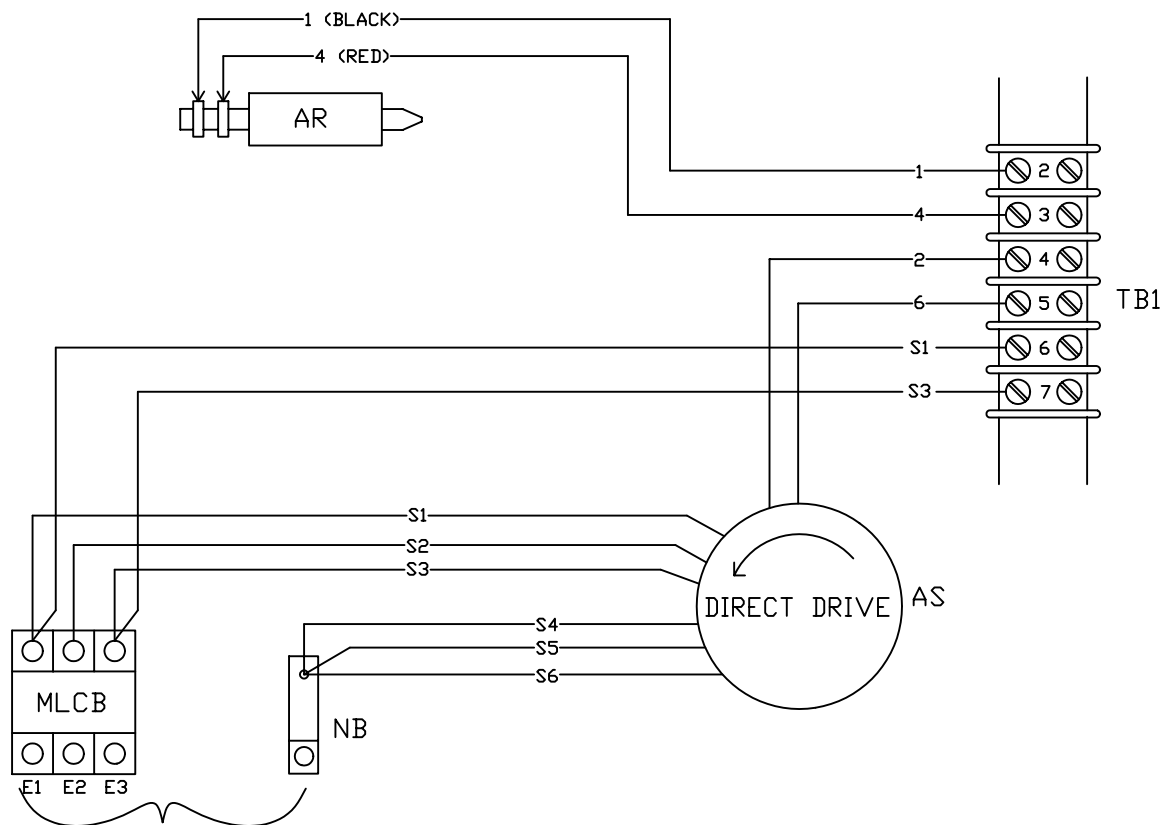 1 (BLACK)
4 (RED)
AR
1
2
4
3
2
4
TB1
6
5
S1
6
S3
7
S1
S2
S3
DIRECT DRIVE
AS
S4
S5
S6
MLCB
NB
E1 E2 E3